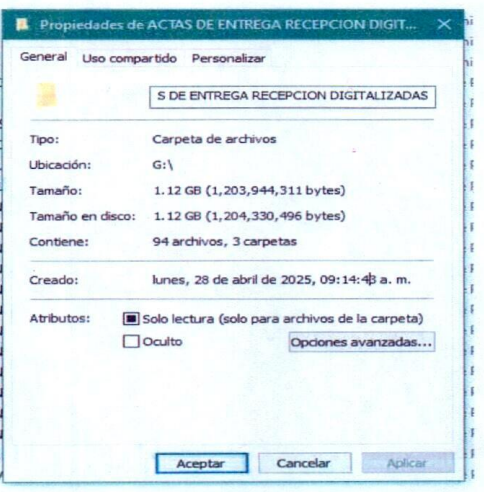 Propiedades de ACTAS DE ENTREGA RECEPCION DIGIT...
General Uso compartido Personalizar
S DE ENTREGA RECEPCION DIGITALIZADAS
Tipo: Carpeta de archivos
Ubicación: G:\
Tamaño: 1.12 GB (1,203,944,311 bytes)
Tamaño en disco: 1.12 GB (1,204,330,496 bytes)
Contiene: 94 archivos, 3 carpetas
Creado: lunes, 28 de abril de 2025, 09:14:43 a. m.
Atributos: Solo lectura (solo para archivos de la carpeta)
Oculto Opciones avanzadas...
Aceptar Cancelar Aplicar